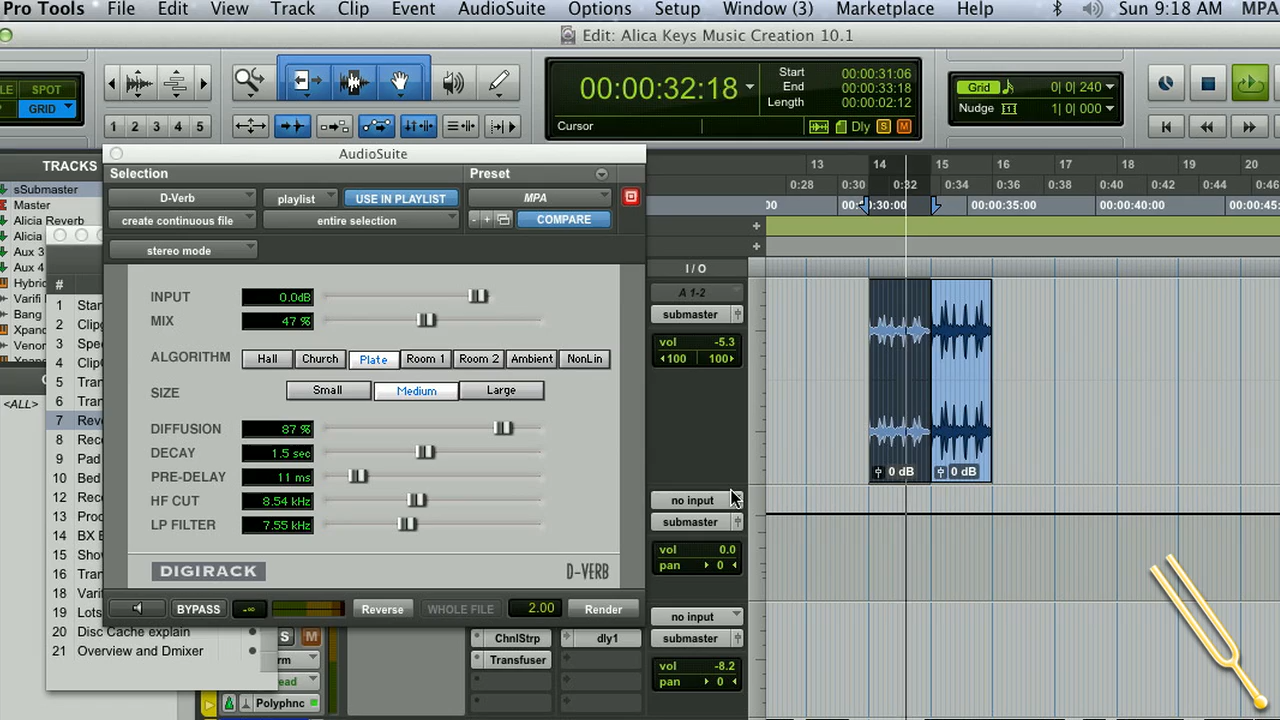 Pro Tools File Edit View Track Clip Event AudioSuite Options Setup Window (3) Marketplace Help Sun 9:18 AM MPA
Edit: Alica Keys Music Creation 10.1
LE SPOT
GRID
1 2 3 4 5
00:00:32:18
Start 00:00:31:06
End 00:00:33:18
Length 00:00:02:12
Cursor
Dly S M
Grid 0| 0| 240
Nudge 1| 0| 000
TRACKS
sSubmaster
Master
Alicia Reverb
Alicia
Aux 3
Aux 4
Hybric
Varifi
Bang
Xpand
Venor
Xpand
<ALL>
#
1 Star
2 Clip
3 Spe
4 Clip
5 Tran
6 Tran
7 Reve
8 Reco
9 Pad
10 Bed
12 Reco
13 Prod
14 BX E
15 Show
16 Tran
18 Vari
19 Lots
20 Disc Cache explain
21 Overview and Dmixer
AudioSuite
Selection Preset
D-Verb playlist USE IN PLAYLIST MPA
create continuous file entire selection - + COMPARE
stereo mode
INPUT 0.0dB
MIX 47 %
ALGORITHM Hall Church Plate Room 1 Room 2 Ambient NonLin
SIZE Small Medium Large
DIFFUSION 87 %
DECAY 1.5 sec
PRE-DELAY 11 ms
HF CUT 8.54 kHz
LP FILTER 7.55 kHz
DIGIRACK D-VERB
BYPASS -∞ Reverse WHOLE FILE 2.00 Render
S M
rm
ead
Polyphnc
ChnlStrp dly1
Transfuser
13 14 15 16 17 18 19 20
0:28 0:30 0:32 0:34 0:36 0:38 0:40 0:42 0:44 0:46
00 00:00:30:00 00:00:35:00 00:00:40:00 00:00:45:
I / O
A 1-2
submaster
vol -5.3
100 100
0 dB 0 dB
no input
submaster
vol 0.0
pan 0
no input
submaster
vol -8.2
pan 0